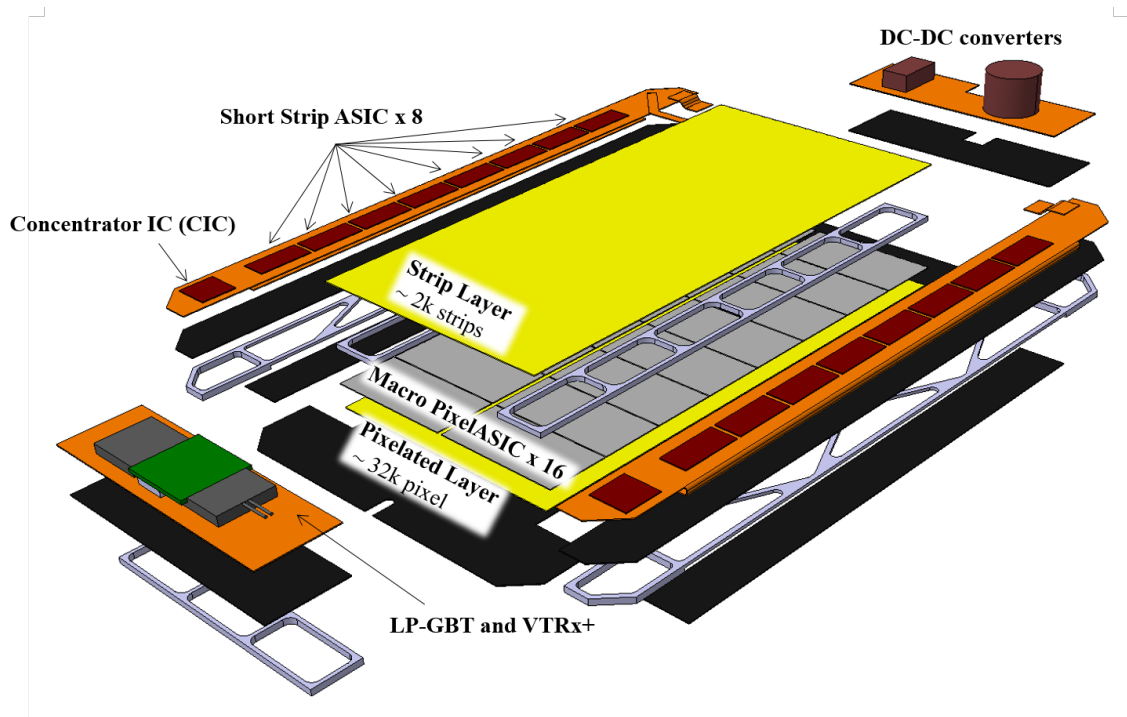 DC-DC converters
Short Strip ASIC x 8
Concentrator IC (CIC)
Strip Layer
~ 2k strips
Macro PixelASIC x 16
Pixelated Layer
~ 32k pixel
LP-GBT and VTRx+